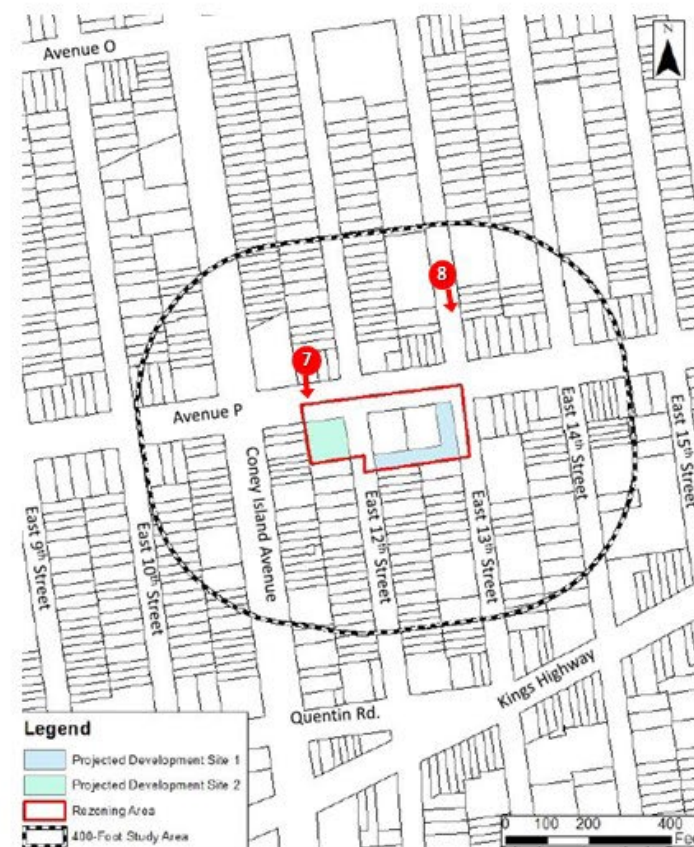 Avenue O
N
8
7
Avenue P
East 9th Street
East 10th Street
Coney Island Avenue
East 12th Street
East 13th Street
East 14th Street
East 15th Street
Kings Highway
Quentin Rd.
Legend
Projected Development Site 1
Projected Development Site 2
Rezoning Area
400-Foot Study Area
0 100 200 400
Fe